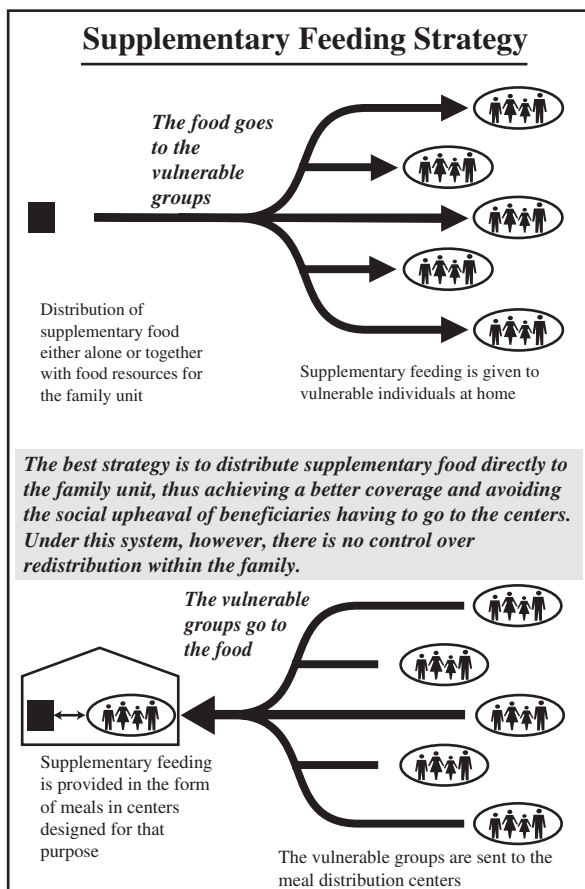 Supplementary Feeding Strategy
The food goes
to the
vulnerable
groups
Distribution of
supplementary food
either alone or together
with food resources for
the family unit
Supplementary feeding is given to
vulnerable individuals at home
The best strategy is to distribute supplementary food directly to
the family unit, thus achieving a better coverage and avoiding
the social upheaval of beneficiaries having to go to the centers.
Under this system, however, there is no control over
redistribution within the family.
The vulnerable
groups go to
the food
Supplementary feeding
is provided in the form
of meals in centers
designed for that
purpose
The vulnerable groups are sent to the
meal distribution centers